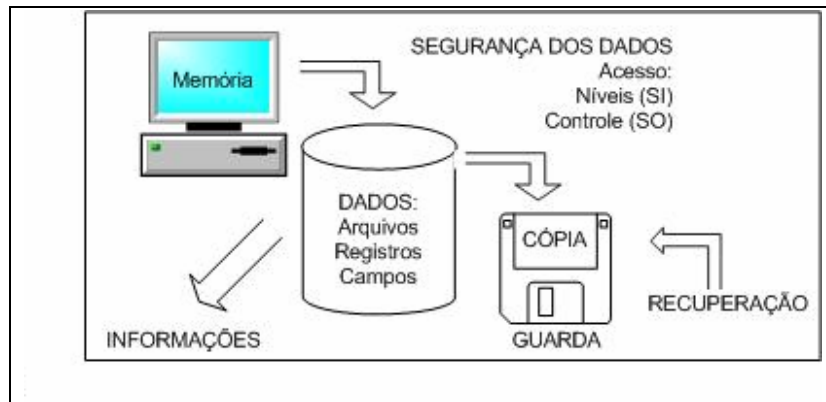 Memória
SEGURANÇA DOS DADOS
Acesso:
Níveis (SI)
Controle (SO)
DADOS:
Arquivos
Registros
Campos
CÓPIA
RECUPERAÇÃO
INFORMAÇÕES
GUARDA